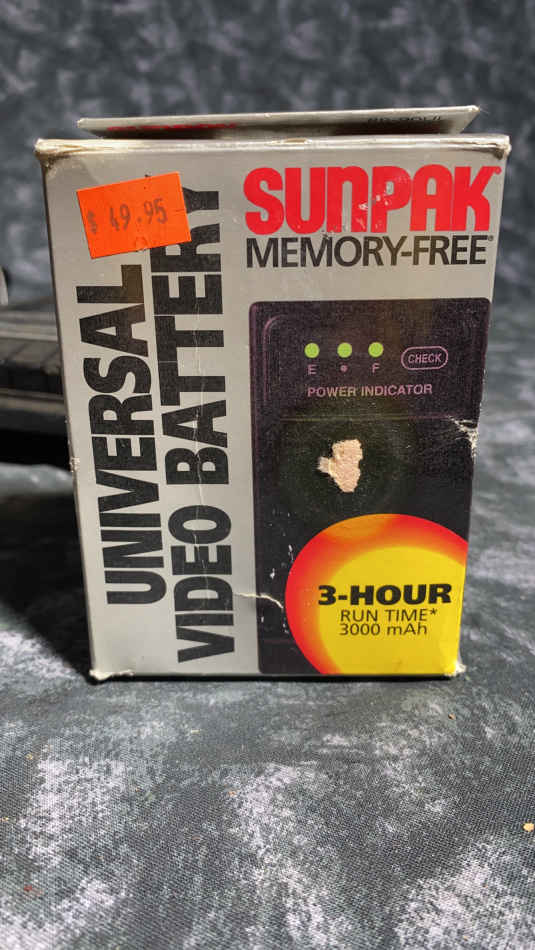 $ 49.95
SUNPAK®
MEMORY-FREE®
UNIVERSAL
VIDEO BATTERY
E F
CHECK
POWER INDICATOR
3-HOUR
RUN TIME*
3000 mAh